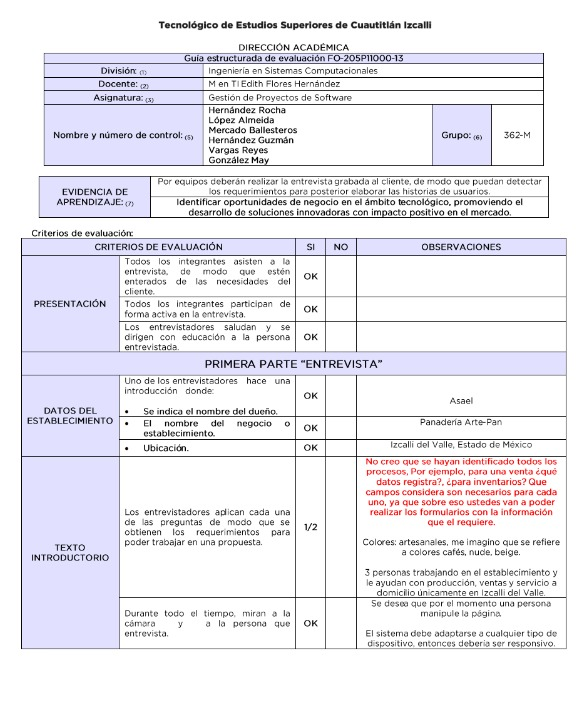 Tecnológico de Estudios Superiores de Cuautitlán Izcalli
DIRECCIÓN ACADÉMICA
Guía estructurada de evaluación FO-205P11000-13
División: (1)
Ingeniería en Sistemas Computacionales
Docente: (2)
M en TI Edith Flores Hernández
Asignatura: (3)
Gestión de Proyectos de Software
Nombre y número de control: (5)
Hernández Rocha
López Almeida
Mercado Ballesteros
Hernández Guzmán
Vargas Reyes
González May
Grupo: (6)
362-M
EVIDENCIA DE
APRENDIZAJE: (7)
Por equipos deberán realizar la entrevista grabada al cliente, de modo que puedan detectar
los requerimientos para posterior elaborar las historias de usuarios.
Identificar oportunidades de negocio en el ámbito tecnológico, promoviendo el
desarrollo de soluciones innovadoras con impacto positivo en el mercado.
Criterios de evaluación:
CRITERIOS DE EVALUACIÓN
SI
NO
OBSERVACIONES
PRESENTACIÓN
Todos los integrantes asisten a la
entrevista, de modo que estén
enterados de las necesidades del
cliente.
OK
Todos los integrantes participan de
forma activa en la entrevista.
OK
Los entrevistadores saludan y se
dirigen con educación a la persona
entrevistada.
OK
PRIMERA PARTE “ENTREVISTA”
DATOS DEL
ESTABLECIMIENTO
Uno de los entrevistadores hace una
introducción donde:
• Se indica el nombre del dueño.
OK
Asael
• El nombre del negocio o
establecimiento.
OK
Panadería Arte-Pan
• Ubicación.
OK
Izcalli del Valle, Estado de México
TEXTO
INTRODUCTORIO
Los entrevistadores aplican cada una
de las preguntas de modo que se
obtienen los requerimientos para
poder trabajar en una propuesta.
1/2
No creo que se hayan identificado todos los
procesos, Por ejemplo, para una venta ¿qué
datos registra?, ¿para inventarios? Que
campos considera son necesarios para cada
uno, ya que sobre eso ustedes van a poder
realizar los formularios con la información
que el requiere.
Colores: artesanales, me imagino que se refiere
a colores cafés, nude, beige.
3 personas trabajando en el establecimiento y
le ayudan con producción, ventas y servicio a
domicilio únicamente en Izcalli del Valle.
Durante todo el tiempo, miran a la
cámara y a la persona que
entrevista.
OK
Se desea que por el momento una persona
manipule la página.
El sistema debe adaptarse a cualquier tipo de
dispositivo, entonces debería ser responsivo.